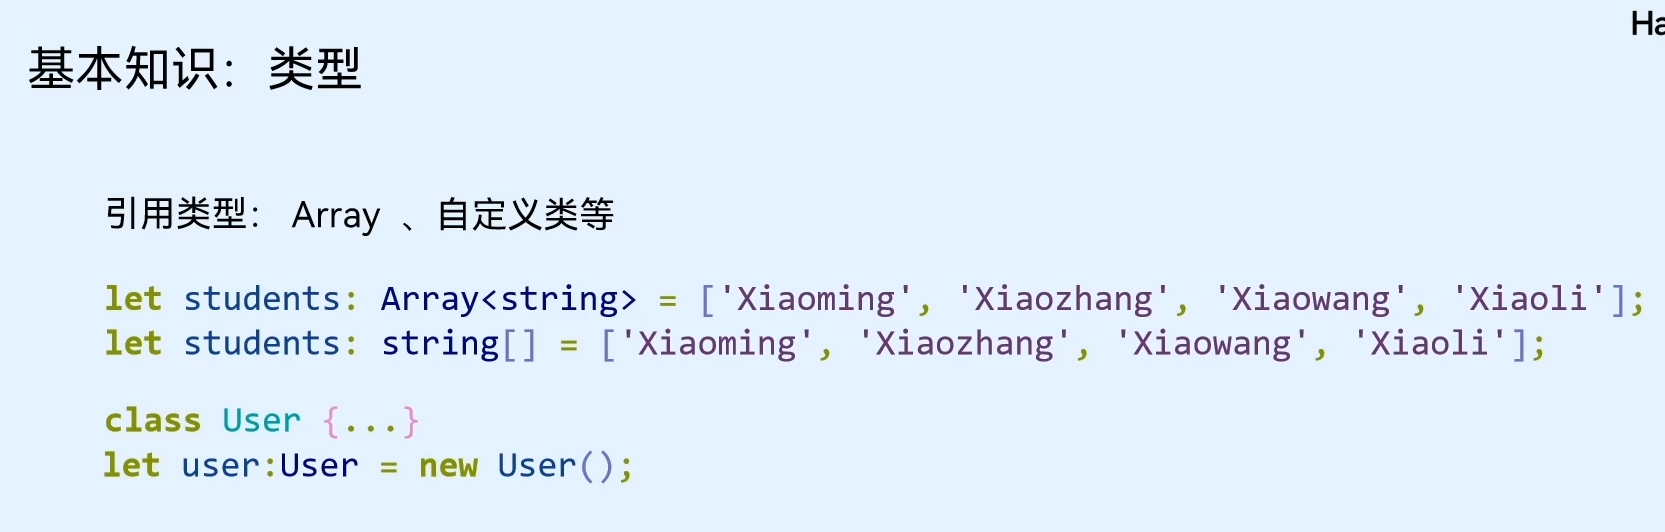 Ha
基本知识：类型
引用类型： Array 、自定义类等
let students: Array<string> = ['Xiaoming', 'Xiaozhang', 'Xiaowang', 'Xiaoli'];
let students: string[] = ['Xiaoming', 'Xiaozhang', 'Xiaowang', 'Xiaoli'];
class User {...}
let user:User = new User();